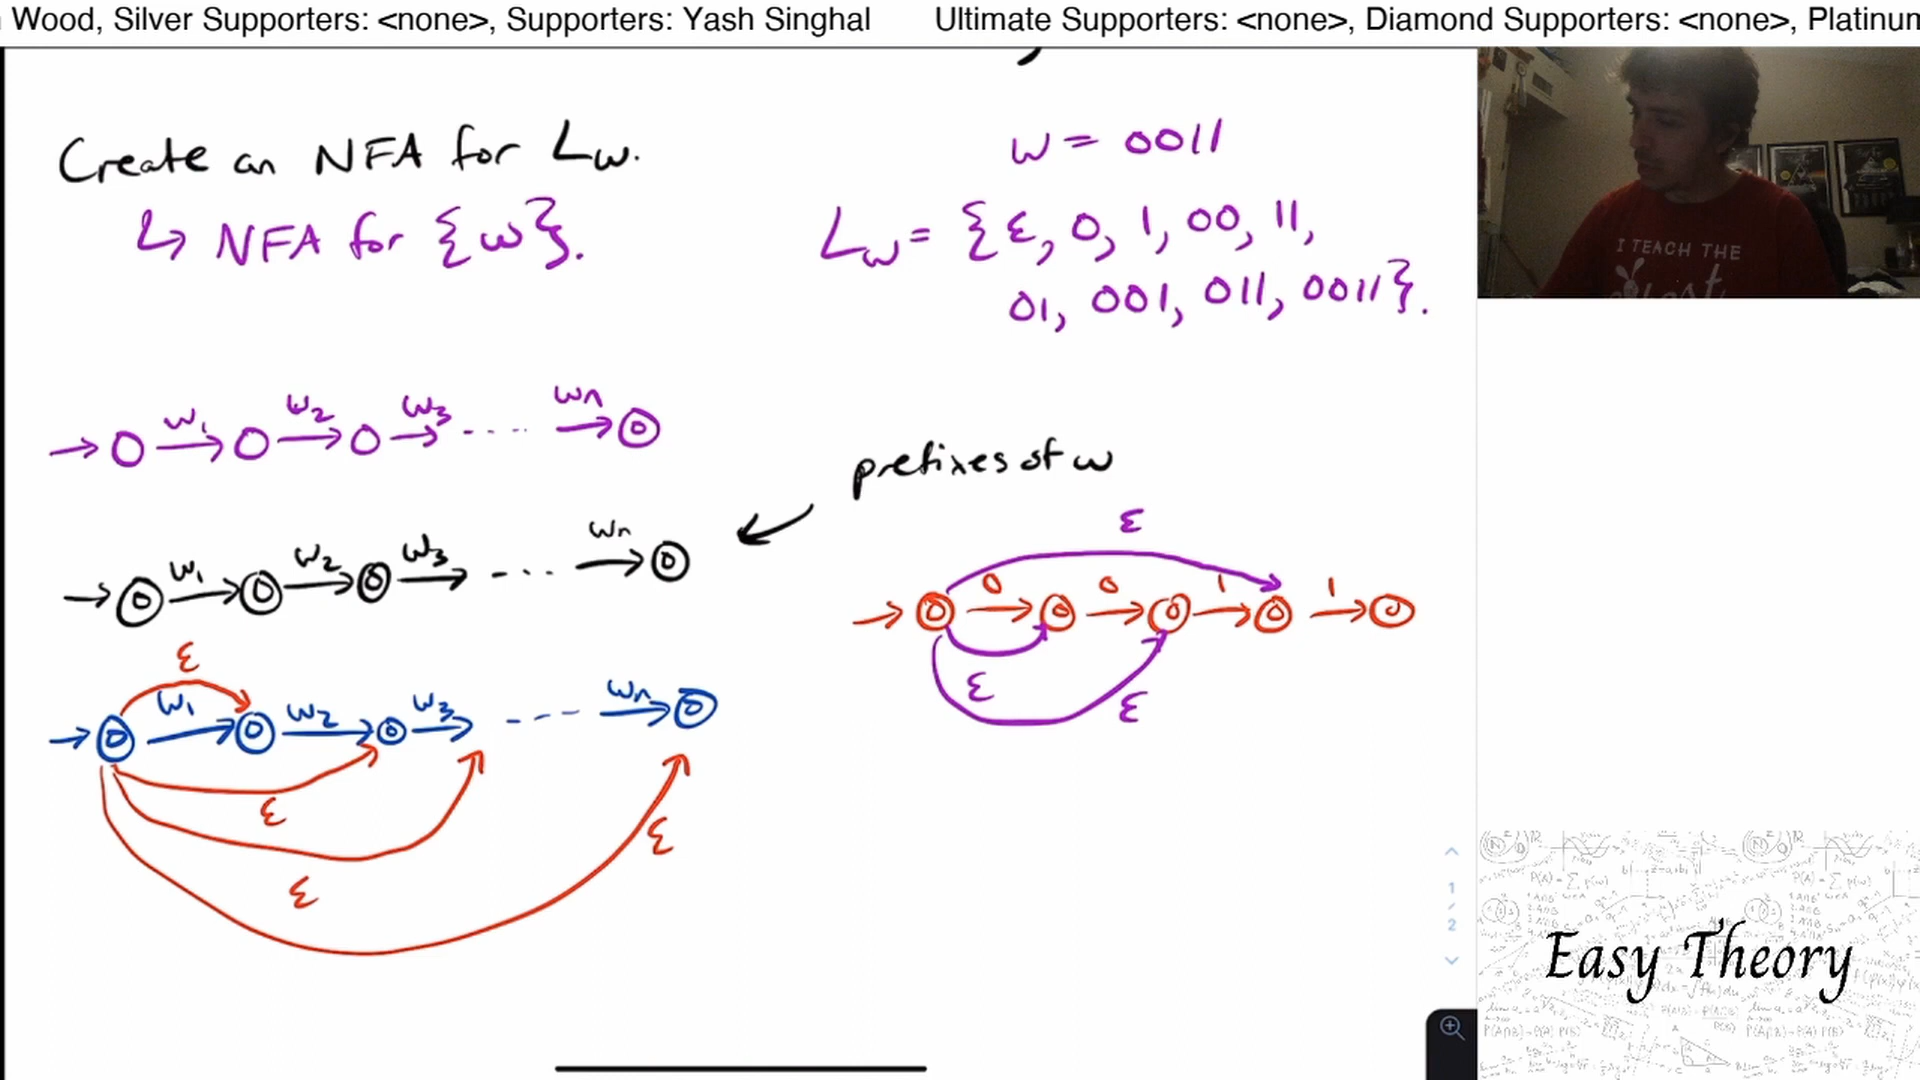 Wood, Silver Supporters: <none>, Supporters: Yash Singhal Ultimate Supporters: <none>, Diamond Supporters: <none>, Platinum
Create an NFA for Lw.
↳ NFA for {w}.
w = 0011
Lw = {ε, 0, 1, 00, 11,
01, 001, 011, 0011}.
I TEACH THE
w1 w2 w3 .... wn
prefixes of w
w1 w2 w3 ... wn
ε
0 0 1 1
ε ε
ε
w1 w2 w3 --- wn
ε ε
ε
1
2
Easy Theory